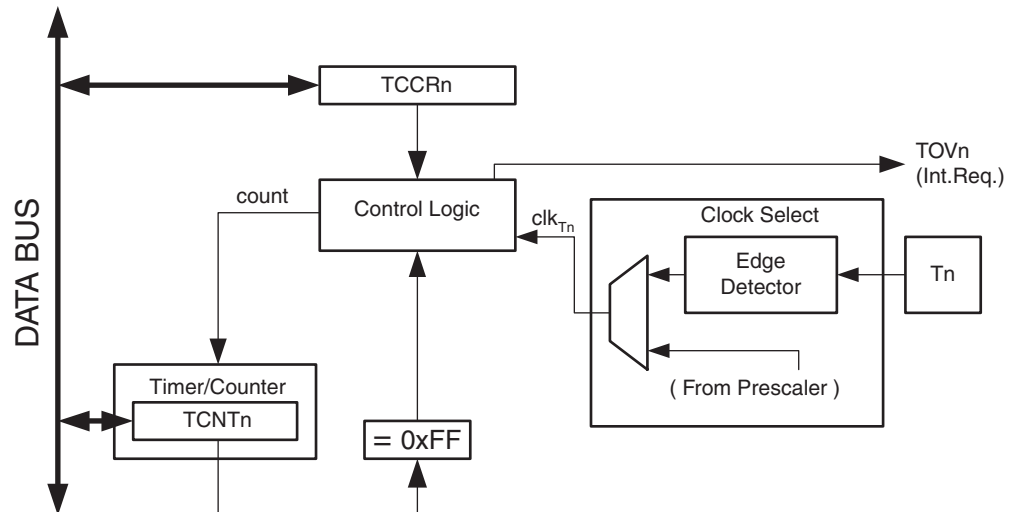 TCCRn
TOVn
(Int.Req.)
Control Logic
count
clkTn
Clock Select
Edge
Detector
Tn
DATA BUS
( From Prescaler )
Timer/Counter
TCNTn
= 0xFF